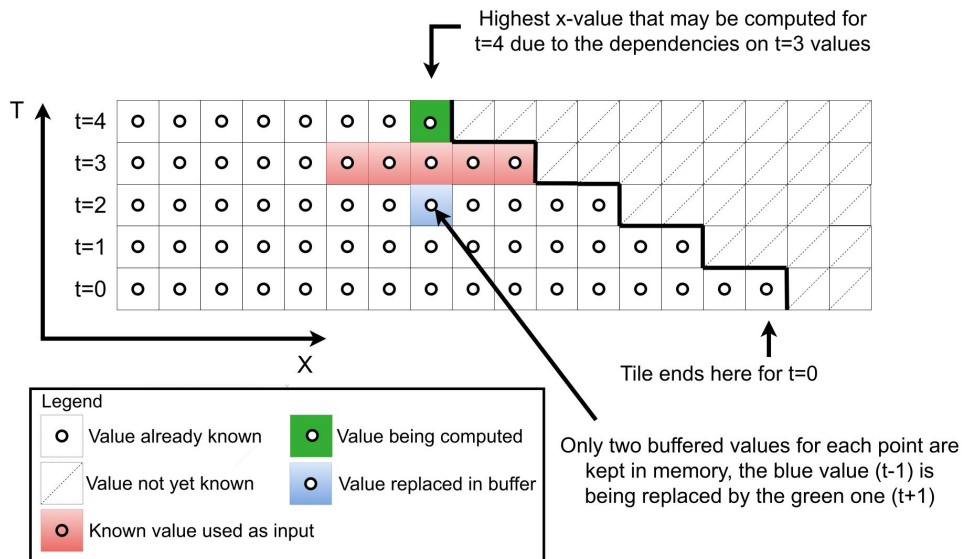 Highest x-value that may be computed for
t=4 due to the dependencies on t=3 values
T
t=4
t=3
t=2
t=1
t=0
X
Tile ends here for t=0
Legend
Value already known
Value being computed
Value not yet known
Value replaced in buffer
Known value used as input
Only two buffered values for each point are
kept in memory, the blue value (t-1) is
being replaced by the green one (t+1)